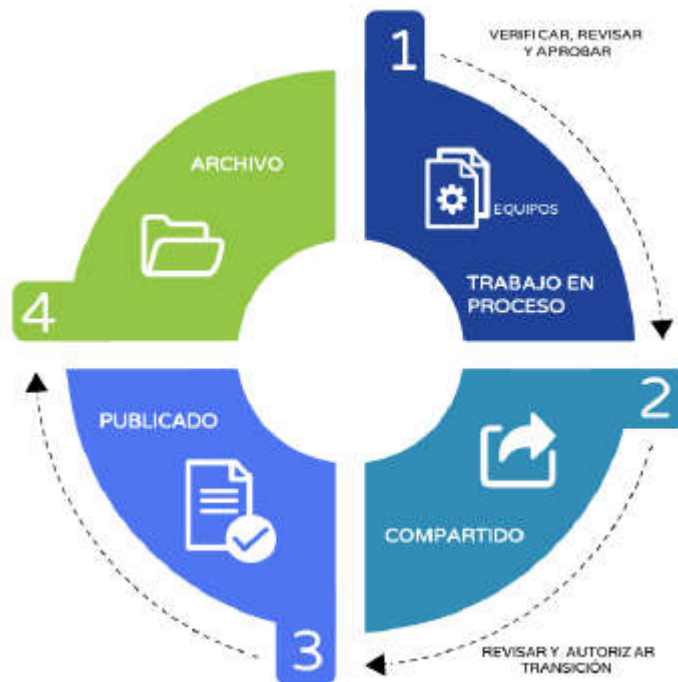 1
VERIFICAR, REVISAR
Y APROBAR
EQUIPOS
TRABAJO EN
PROCESO
2
COMPARTIDO
REVISAR Y AUTORIZAR
TRANSICIÓN
3
PUBLICADO
4
ARCHIVO